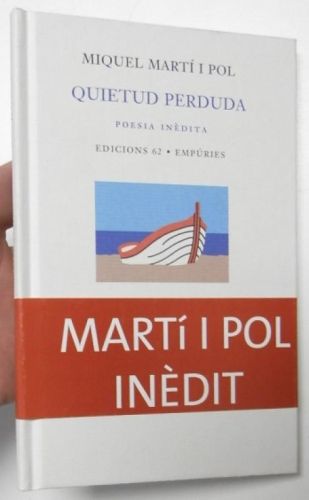 MIQUEL MARTÍ I POL
QUIETUD PERDUDA
POESIA INÈDITA
EDICIONS 62 • EMPÚRIES
MARTÍ I POL
INÈDIT